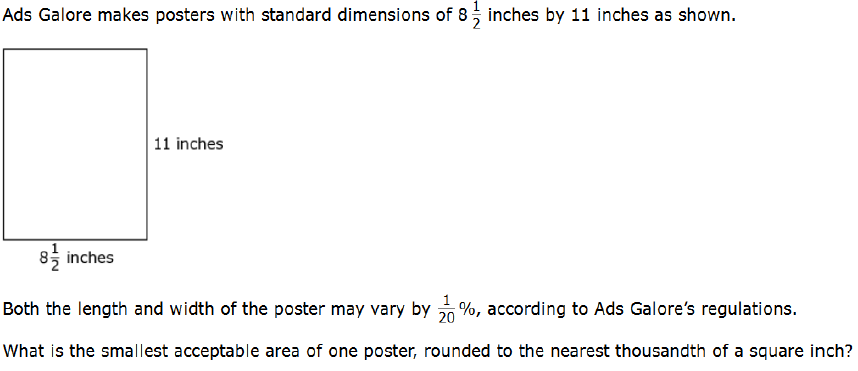 Ads Galore makes posters with standard dimensions of 8 1/2 inches by 11 inches as shown.
11 inches
8 1/2 inches
Both the length and width of the poster may vary by 1/20 %, according to Ads Galore's regulations.
What is the smallest acceptable area of one poster, rounded to the nearest thousandth of a square inch?